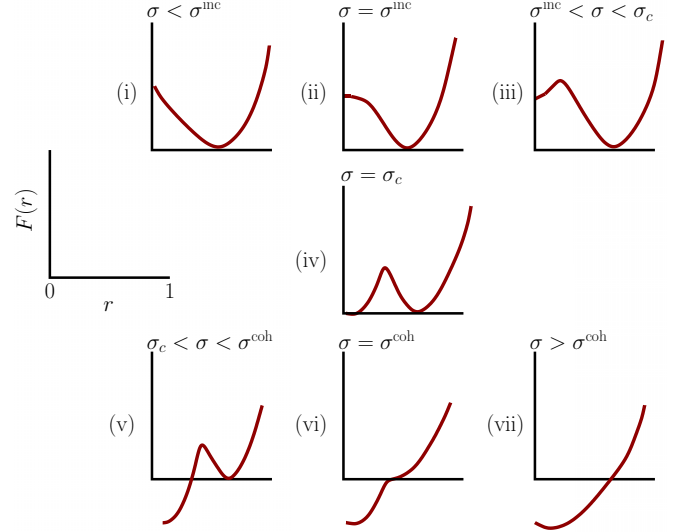 σ < σ^inc
σ = σ^inc
σ^inc < σ < σ_c
(i)
(ii)
(iii)
σ = σ_c
F(r)
(iv)
0
1
r
σ_c < σ < σ^coh
σ = σ^coh
σ > σ^coh
(v)
(vi)
(vii)